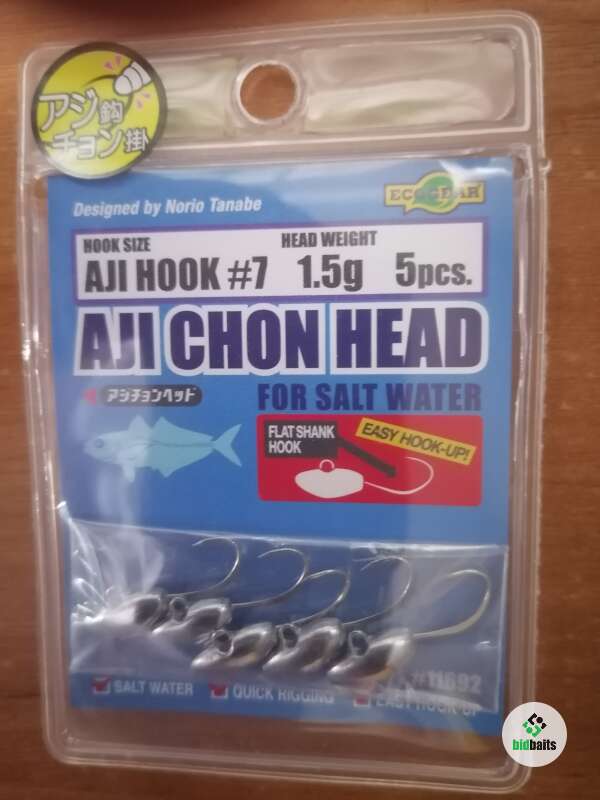 アジ鈎
チョン掛
Designed by Norio Tanabe
ECOGEAR
HOOK SIZE
HEAD WEIGHT
AJI HOOK #7 1.5g 5pcs.
AJI CHON HEAD
アジチョンヘッド
FOR SALT WATER
FLAT SHANK
HOOK
EASY HOOK-UP!
#11692
SALT WATER
QUICK RIGGING
EASY HOOK-UP
bidbaits